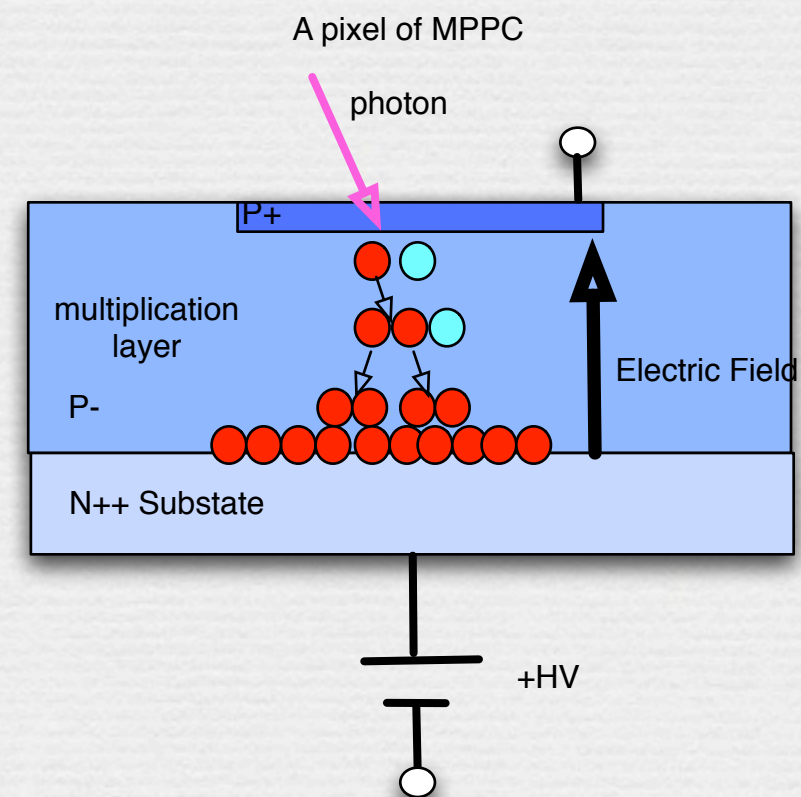 A pixel of MPPC
photon
P+
multiplication
layer
Electric Field
P-
N++ Substate
+HV